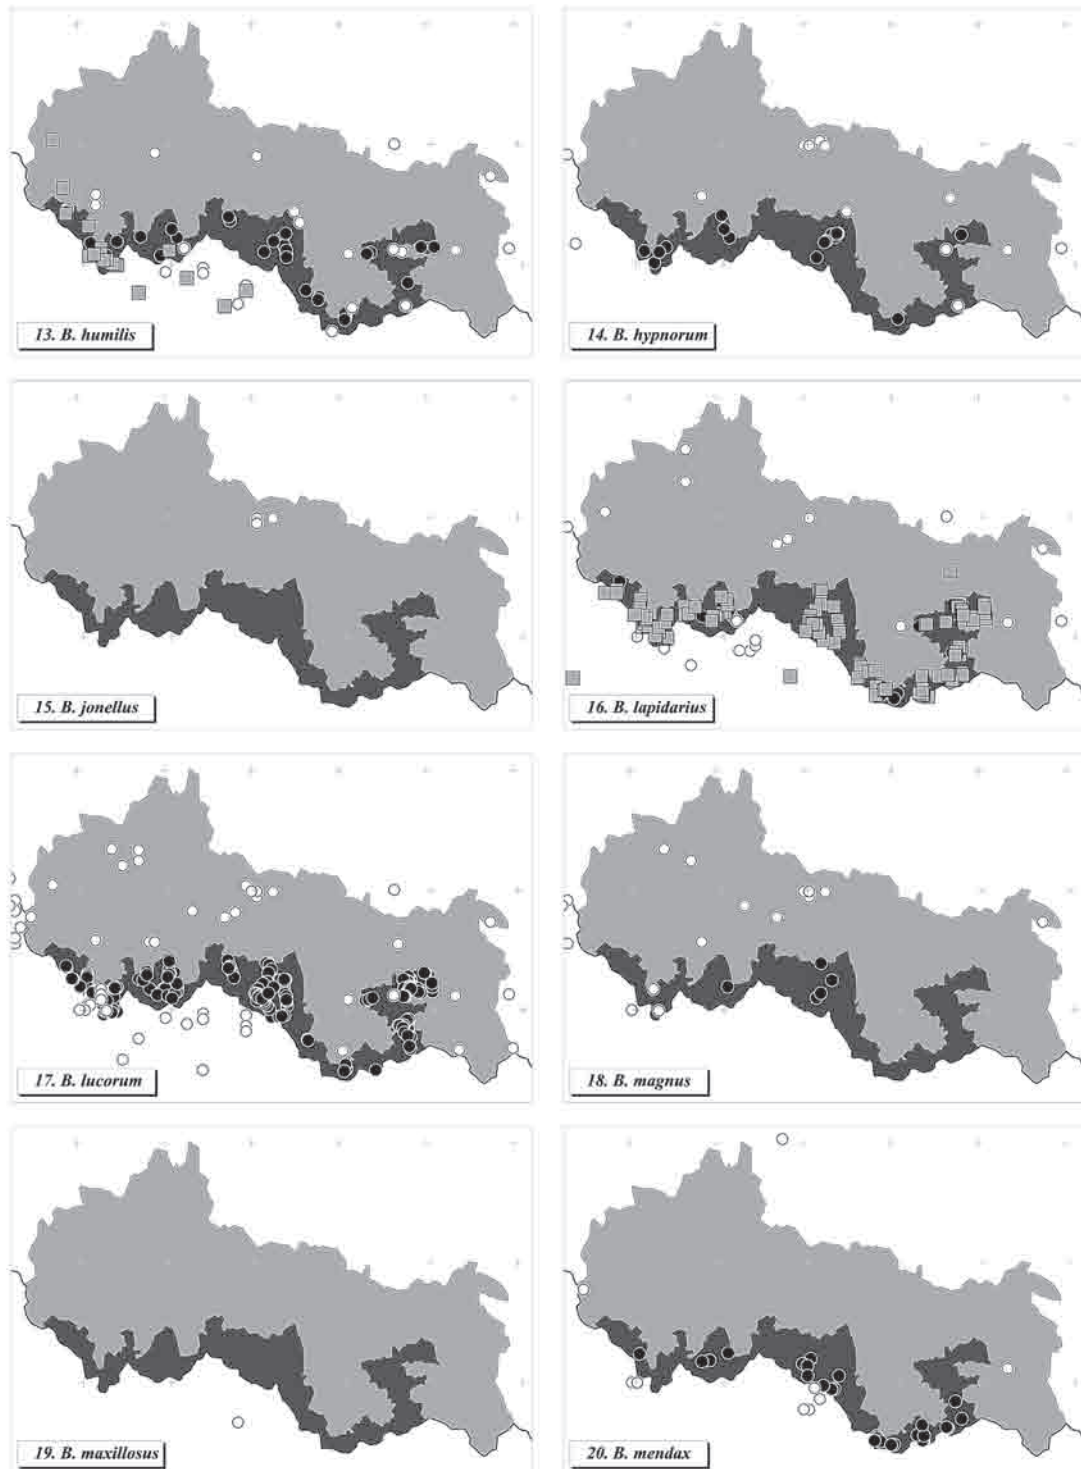 13. B. humilis
14. B. hypnorum
15. B. jonellus
16. B. lapidarius
17. B. lucorum
18. B. magnus
19. B. maxillosus
20. B. mendax